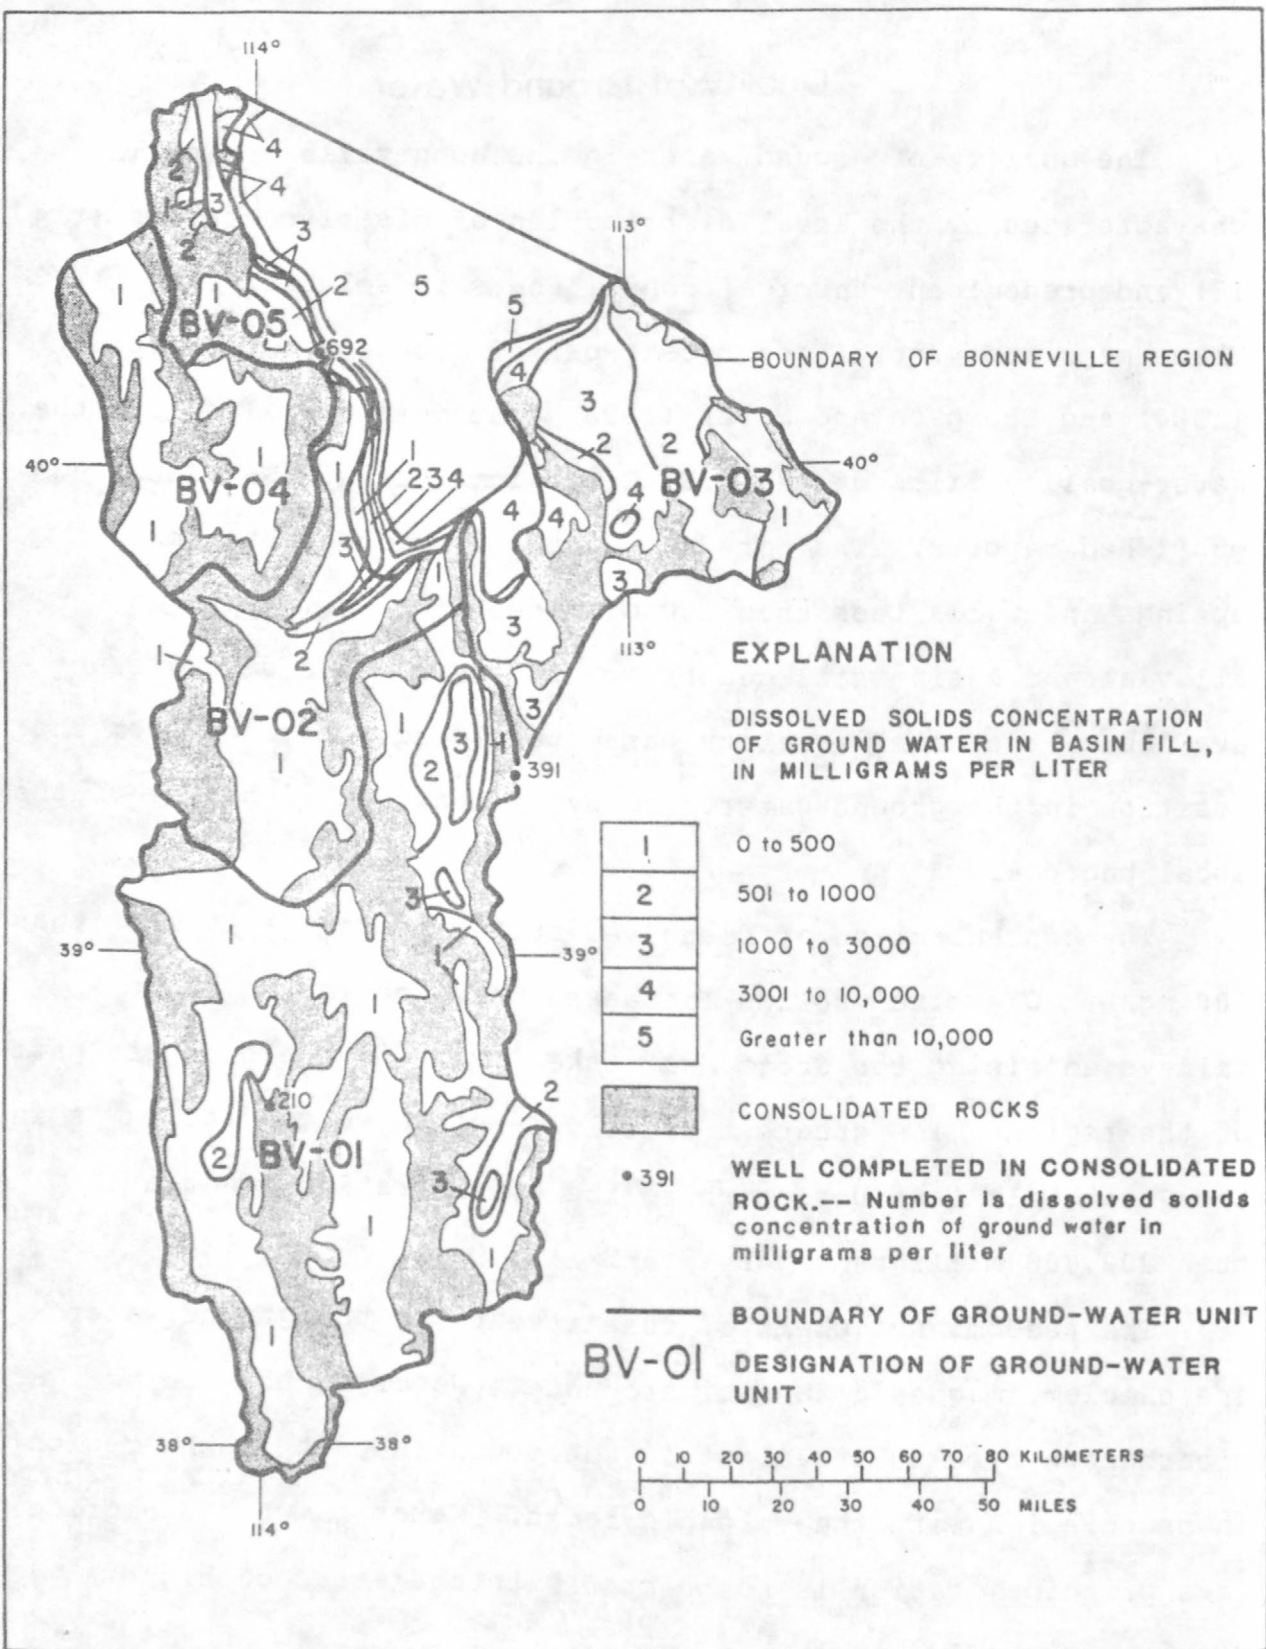 114°
4
2
4
1
3
3
113°
2
1
2
5
1
BV-05
5
692
BOUNDARY OF BONNEVILLE REGION
4
3
1
2
2
40°
1
1
BV-04
BV-03
40°
2 3 4
4
4
4
1
1
3
1
3
3
1
2
113°
EXPLANATION
1
3
BV-02
1
3
1
DISSOLVED SOLIDS CONCENTRATION
OF GROUND WATER IN BASIN FILL,
IN MILLIGRAMS PER LITER
1
2
391
1 0 to 500
2 501 to 1000
3
3 1000 to 3000
1
39°
1
39°
4 3001 to 10,000
1
5 Greater than 10,000
2
210
CONSOLIDATED ROCKS
2
BV-01
3
391 WELL COMPLETED IN CONSOLIDATED
ROCK.-- Number is dissolved solids
concentration of ground water in
milligrams per liter
1
1
BOUNDARY OF GROUND-WATER UNIT
1
BV-01 DESIGNATION OF GROUND-WATER
UNIT
38°
38°
0 10 20 30 40 50 60 70 80 KILOMETERS
0 10 20 30 40 50 MILES
114°